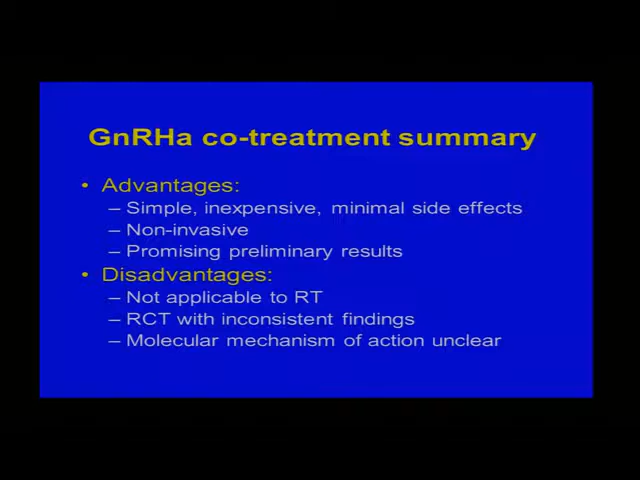 GnRHa co-treatment summary
• Advantages:
– Simple, inexpensive, minimal side effects
– Non-invasive
– Promising preliminary results
• Disadvantages:
– Not applicable to RT
– RCT with inconsistent findings
– Molecular mechanism of action unclear